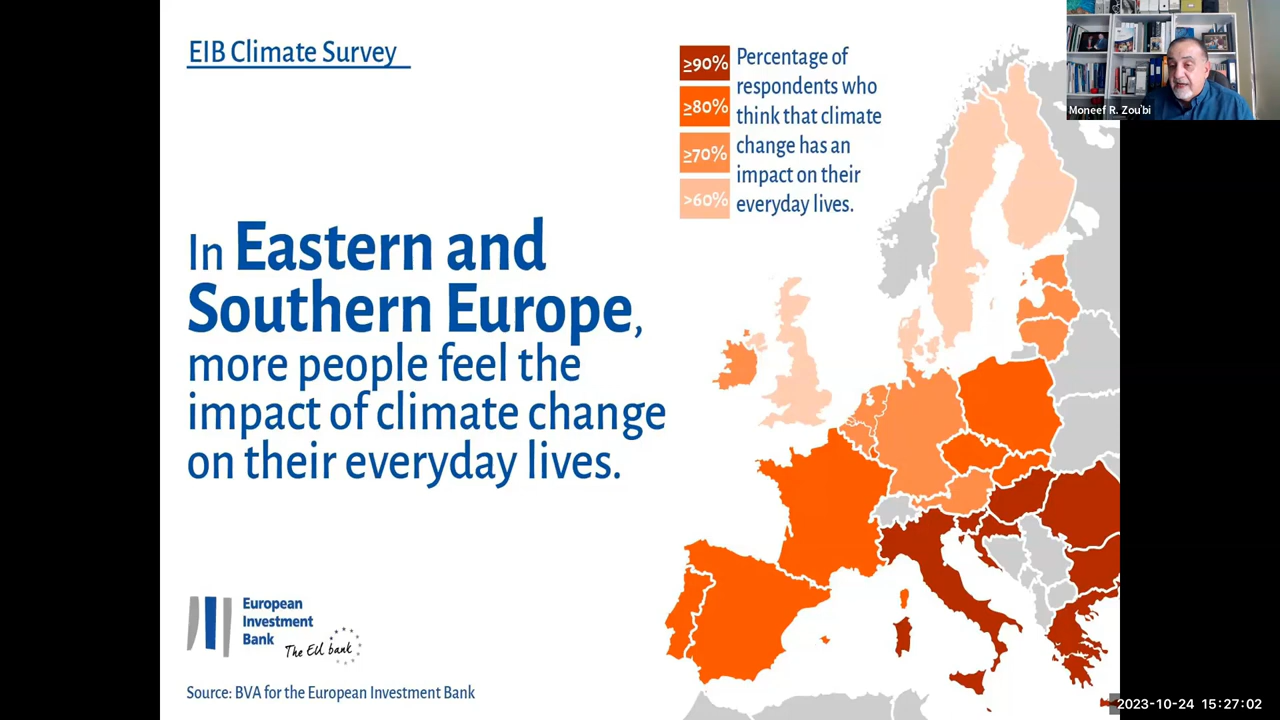 EIB Climate Survey
≥90%
≥80%
≥70%
>60%
Percentage of
respondents who
think that climate
change has an
impact on their
everyday lives.
Moneef R. Zou'bi
In Eastern and
Southern Europe,
more people feel the
impact of climate change
on their everyday lives.
European
Investment
Bank
The EU bank
Source: BVA for the European Investment Bank
2023-10-24 15:27:02